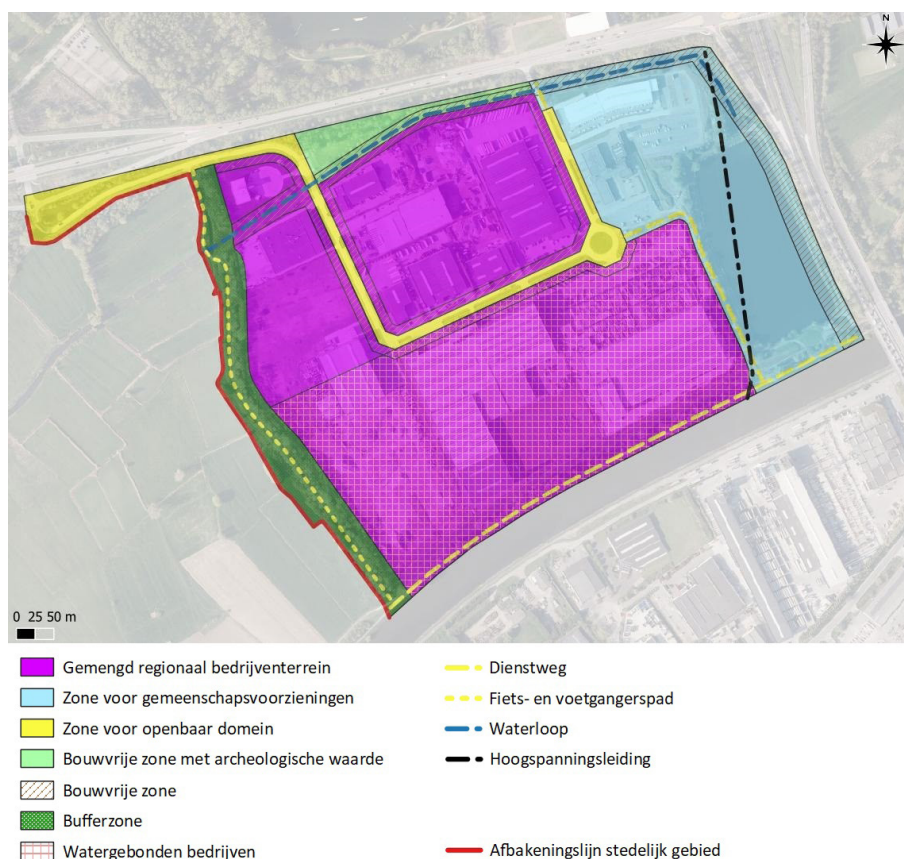 N
0 25 50 m
Gemengd regionaal bedrijventerrein
Zone voor gemeenschapsvoorzieningen
Zone voor openbaar domein
Bouwvrije zone met archeologische waarde
Bouwvrije zone
Bufferzone
Watergebonden bedrijven
Dienstweg
Fiets- en voetgangerspad
Waterloop
Hoogspanningsleiding
Afbakeningslijn stedelijk gebied